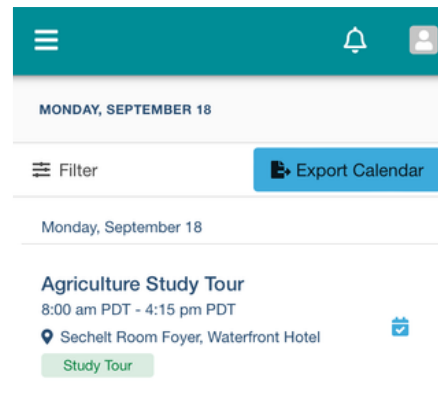 MONDAY, SEPTEMBER 18
Filter
Export Calendar
Monday, September 18
Agriculture Study Tour
8:00 am PDT - 4:15 pm PDT
Sechelt Room Foyer, Waterfront Hotel
Study Tour